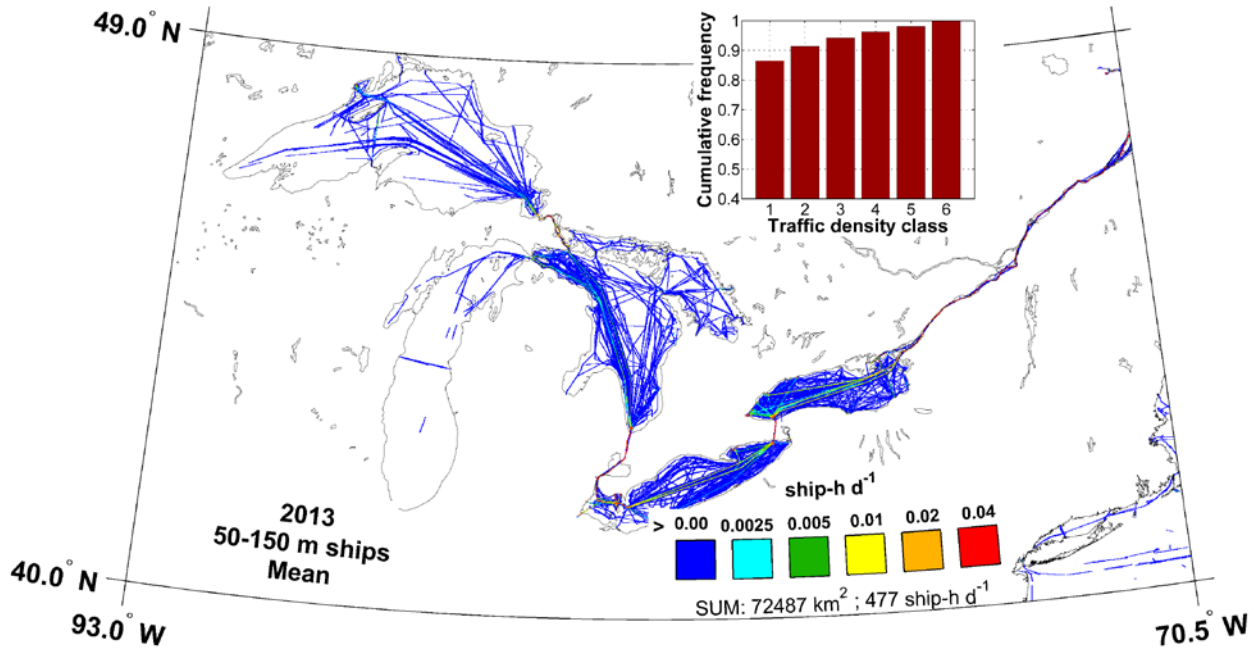 49.0° N
1
0.9
0.8
0.7
0.6
0.5
0.4
Cumulative frequency
1 2 3 4 5 6
Traffic density class
ship-h d⁻¹
> 0.00 0.0025 0.005 0.01 0.02 0.04
2013
50-150 m ships
Mean
SUM: 72487 km² ; 477 ship-h d⁻¹
40.0° N
93.0° W
70.5° W